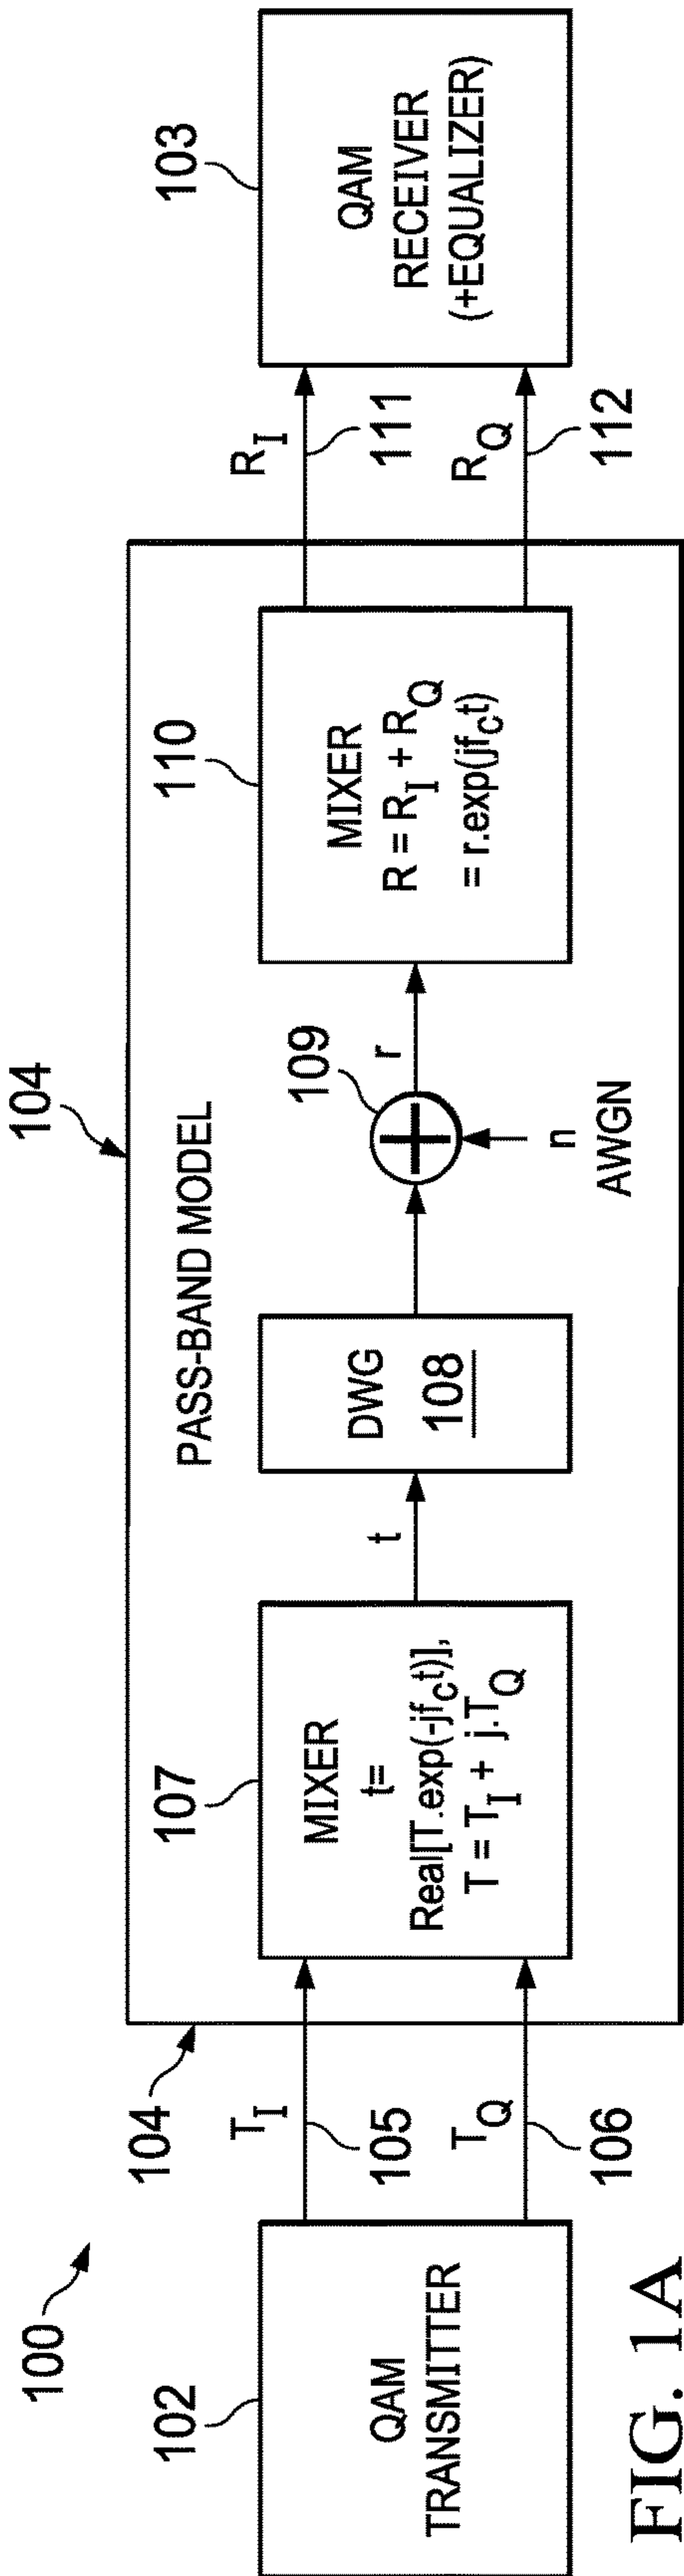 100
102
QAM
TRANSMITTER
T_I
105
T_Q
106
104
104
PASS-BAND MODEL
107
MIXER
t=
Real[T.exp(-jf_ct)],
T = T_I + j.T_Q
t
DWG
108
109
r
n
AWGN
110
MIXER
R = R_I + R_Q
= r.exp(jf_ct)
R_I
111
R_Q
112
103
QAM
RECEIVER
(+EQUALIZER)
FIG. 1A